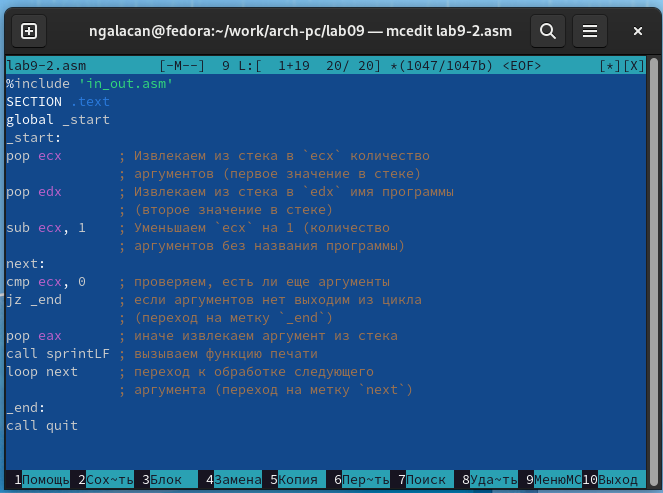 ngalacan@fedora:~/work/arch-pc/lab09 — mcedit lab9-2.asm
lab9-2.asm [-M--] 9 L:[ 1+19 20/ 20] *(1047/1047b) <EOF> [*][X]
%include 'in_out.asm'
SECTION .text
global _start
_start:
pop ecx ; Извлекаем из стека в `ecx` количество
; аргументов (первое значение в стеке)
pop edx ; Извлекаем из стека в `edx` имя программы
; (второе значение в стеке)
sub ecx, 1 ; Уменьшаем `ecx` на 1 (количество
; аргументов без названия программы)
next:
cmp ecx, 0 ; проверяем, есть ли еще аргументы
jz _end ; если аргументов нет выходим из цикла
; (переход на метку `_end`)
pop eax ; иначе извлекаем аргумент из стека
call sprintLF ; вызываем функцию печати
loop next ; переход к обработке следующего
; аргумента (переход на метку `next`)
_end:
call quit
1Помощь 2Сох~ть 3Блок 4Замена 5Копия 6Пер~ть 7Поиск 8Уда~ть 9МенюMC 10Выход